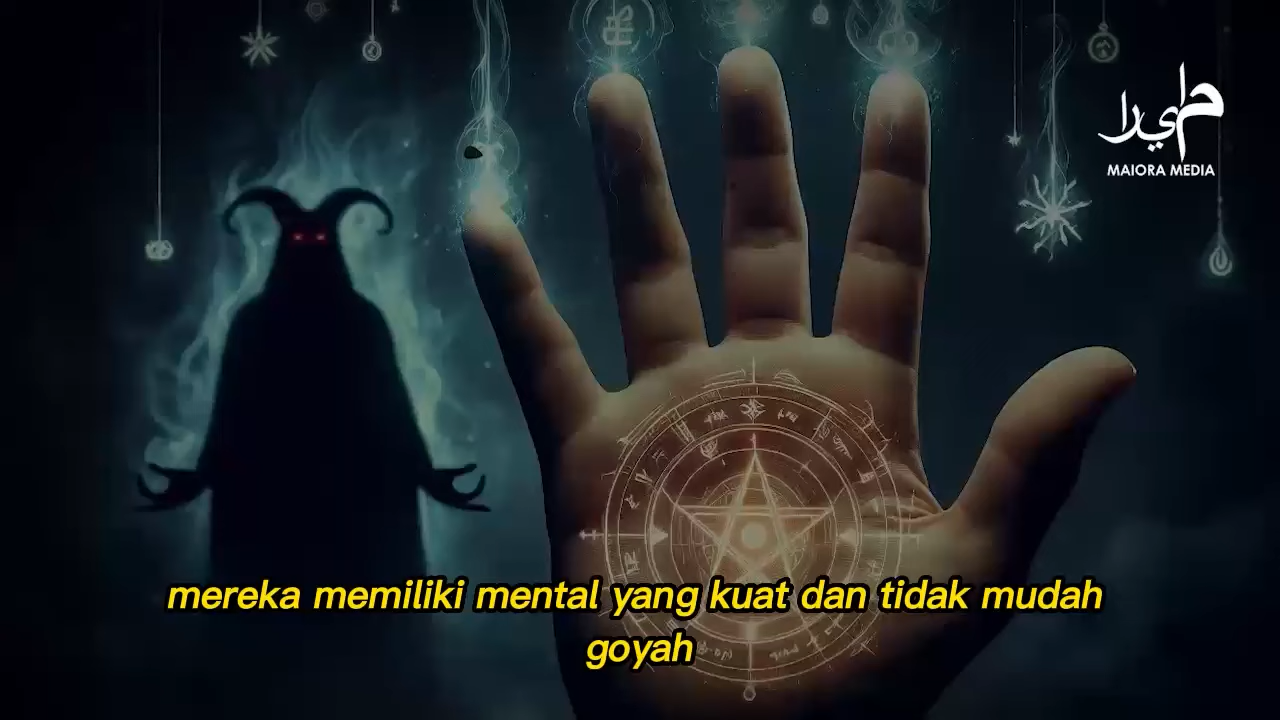 مايرا
MAIORA MEDIA
mereka memiliki mental yang kuat dan tidak mudah
goyah